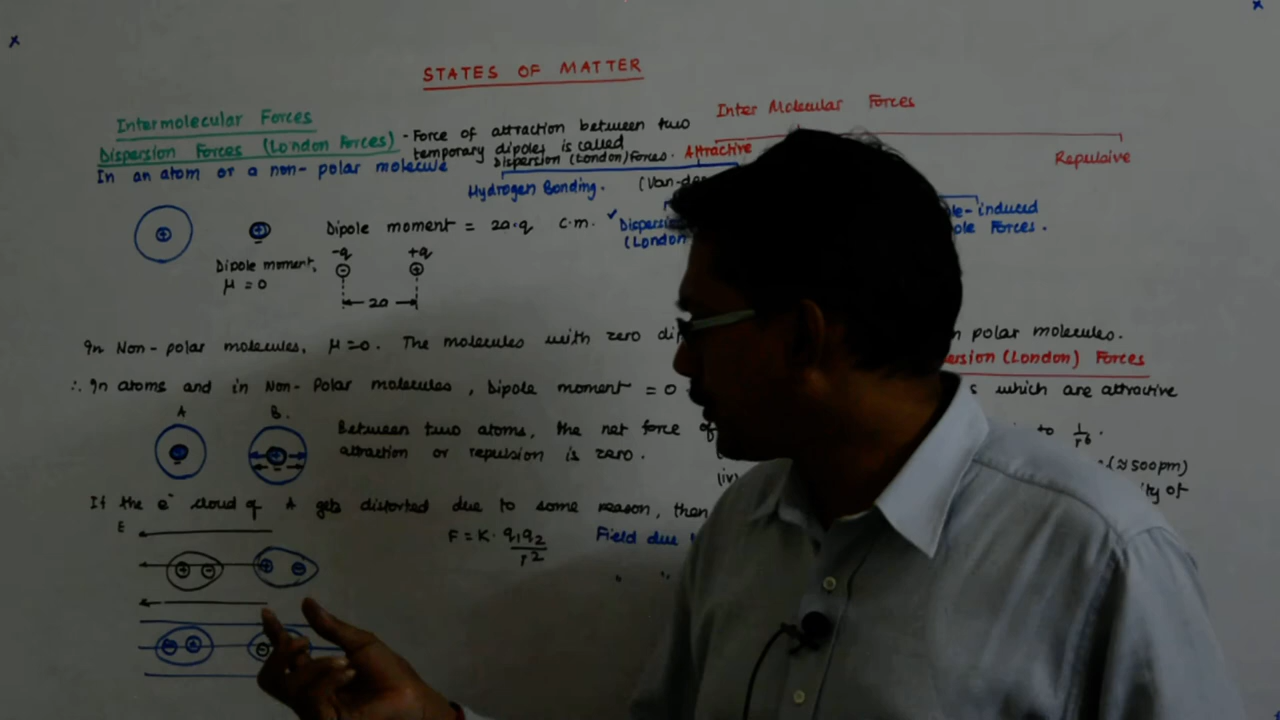 STATES OF MATTER
Intermolecular Forces
Dispersion Forces (London Forces)
- Force of attraction between two
temporary dipoles is called
Dispersion (London) Forces.
In an atom or a non-polar molecule
Inter Molecular Forces
Attractive
Repulsive
Hydrogen Bonding.
(Van-de
Dispersi
(London
le-induced
ole Forces.
Dipole moment = 2a.q c.m.
Dipole moment,
μ = 0
-q +q
2a
In Non-polar molecules, μ=0. The molecules with zero dip
n polar molecules.
ersion (London) Forces
∴ In atoms and in Non-Polar molecules, Dipole moment = 0
s which are attractive
A B.
Between two atoms, the net force of
attraction or repulsion is zero.
to 1/r6.
(≈500pm)
(iv)
ity of
If the e- cloud of A gets distorted due to some reason, then
E
F = K. q1q2/r2
Field due